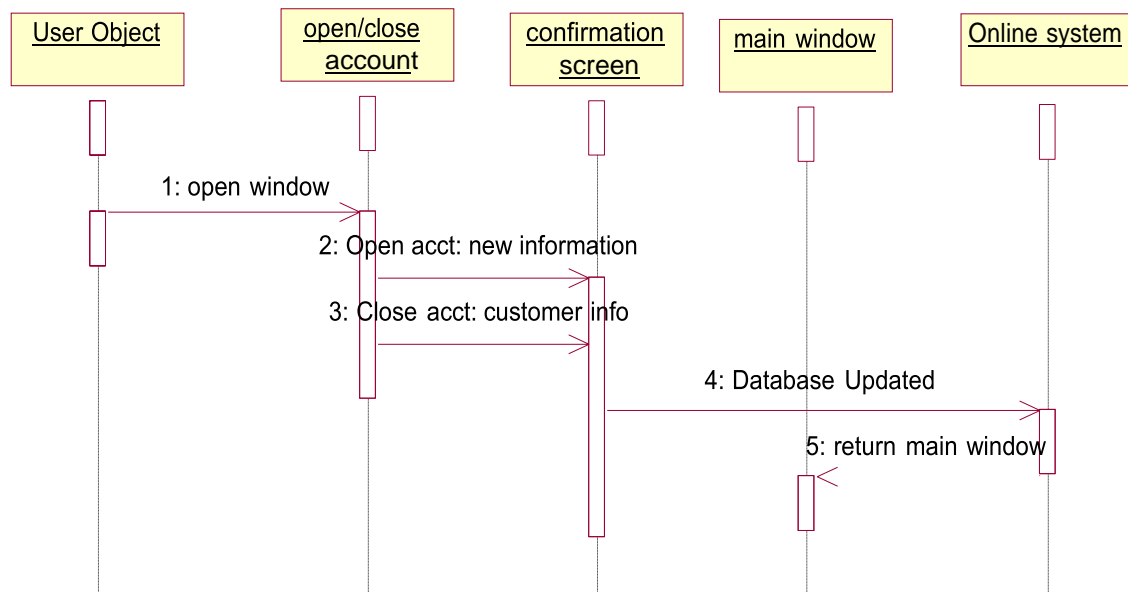 User Object
open/close
account
confirmation
screen
main window
Online system
1: open window
2: Open acct: new information
3: Close acct: customer info
4: Database Updated
5: return main window